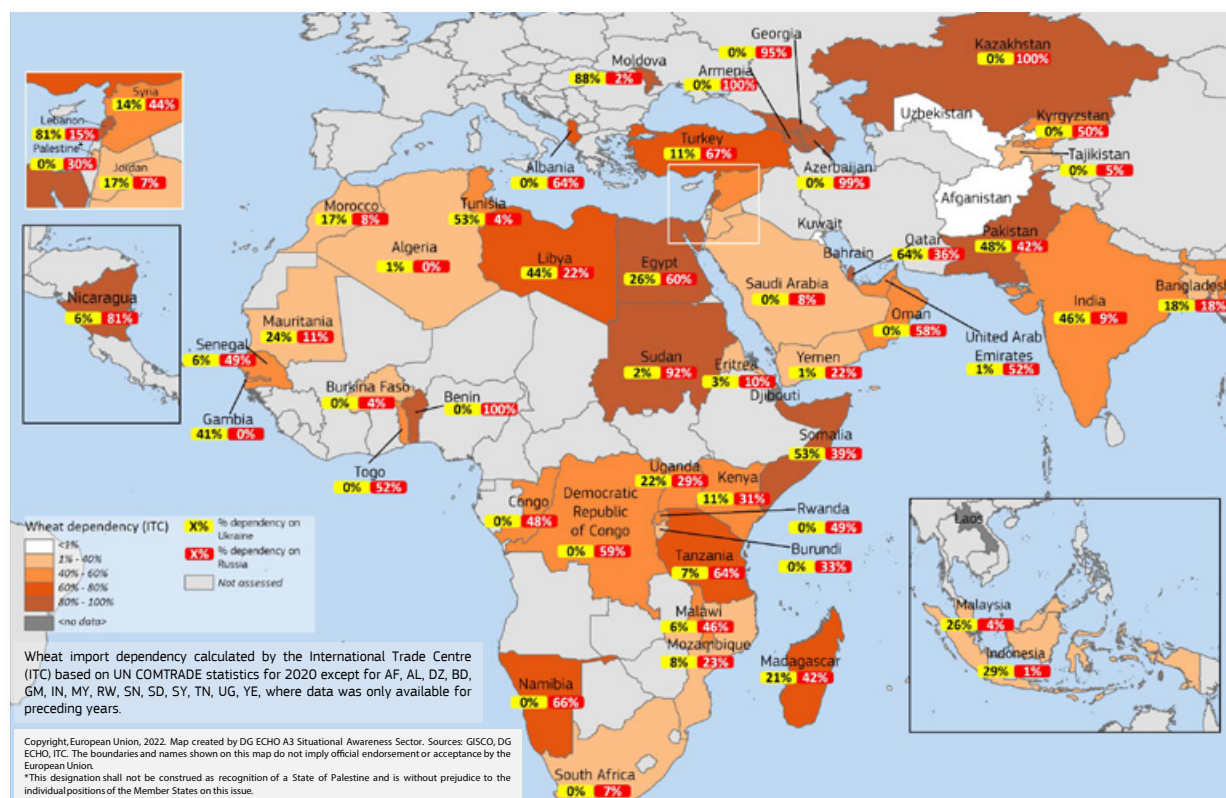 Georgia
0% 95%
Moldova
88% 2%
Armenia
0% 100%
Kazakhstan
0% 100%
Syria
14% 44%
Lebanon
81% 15%
Palestine*
0% 30%
Jordan
17% 7%
Uzbekistan
Kyrgyzstan
0% 50%
Turkey
11% 67%
Tajikistan
0% 5%
Albania
0% 64%
Azerbaijan
0% 99%
Afghanistan
Morocco
17% 8%
Tunisia
53% 4%
Kuwait
Pakistan
48% 42%
Qatar
64% 36%
Bahrain
Algeria
1% 0%
Libya
44% 22%
Egypt
26% 60%
Saudi Arabia
0% 8%
Bangladesh
18% 18%
India
46% 9%
Nicaragua
6% 81%
Oman
0% 58%
Mauritania
24% 11%
United Arab
Emirates
1% 52%
Senegal
6% 49%
Sudan
2% 92%
Eritrea
3% 10%
Yemen
1% 22%
Djibouti
Burkina Faso
0% 4%
Benin
0% 100%
Gambia
41% 0%
Somalia
53% 39%
Togo
0% 52%
Uganda
22% 29%
Kenya
11% 31%
Congo
0% 48%
Democratic
Republic
of Congo
0% 59%
Rwanda
0% 49%
Burundi
0% 33%
Tanzania
7% 64%
Laos
Malawi
6% 46%
Malaysia
26% 4%
Mozambique
8% 23%
Madagascar
21% 42%
Indonesia
29% 1%
Namibia
0% 66%
South Africa
0% 7%
Wheat dependency (ITC)
<1%
1% - 40%
40% - 60%
60% - 80%
80% - 100%
<no data>
X% % dependency on
Ukraine
X% % dependency on
Russia
Not assessed
Wheat import dependency calculated by the International Trade Centre
(ITC) based on UN COMTRADE statistics for 2020 except for AF, AL, DZ, BD,
GM, IN, MY, RW, SN, SD, SY, TN, UG, YE, where data was only available for
preceding years.
Copyright, European Union, 2022. Map created by DG ECHO A3 Situational Awareness Sector. Sources: GISCO, DG
ECHO, ITC. The boundaries and names shown on this map do not imply official endorsement or acceptance by the
European Union.
*This designation shall not be construed as recognition of a State of Palestine and is without prejudice to the
individual positions of the Member States on this issue.